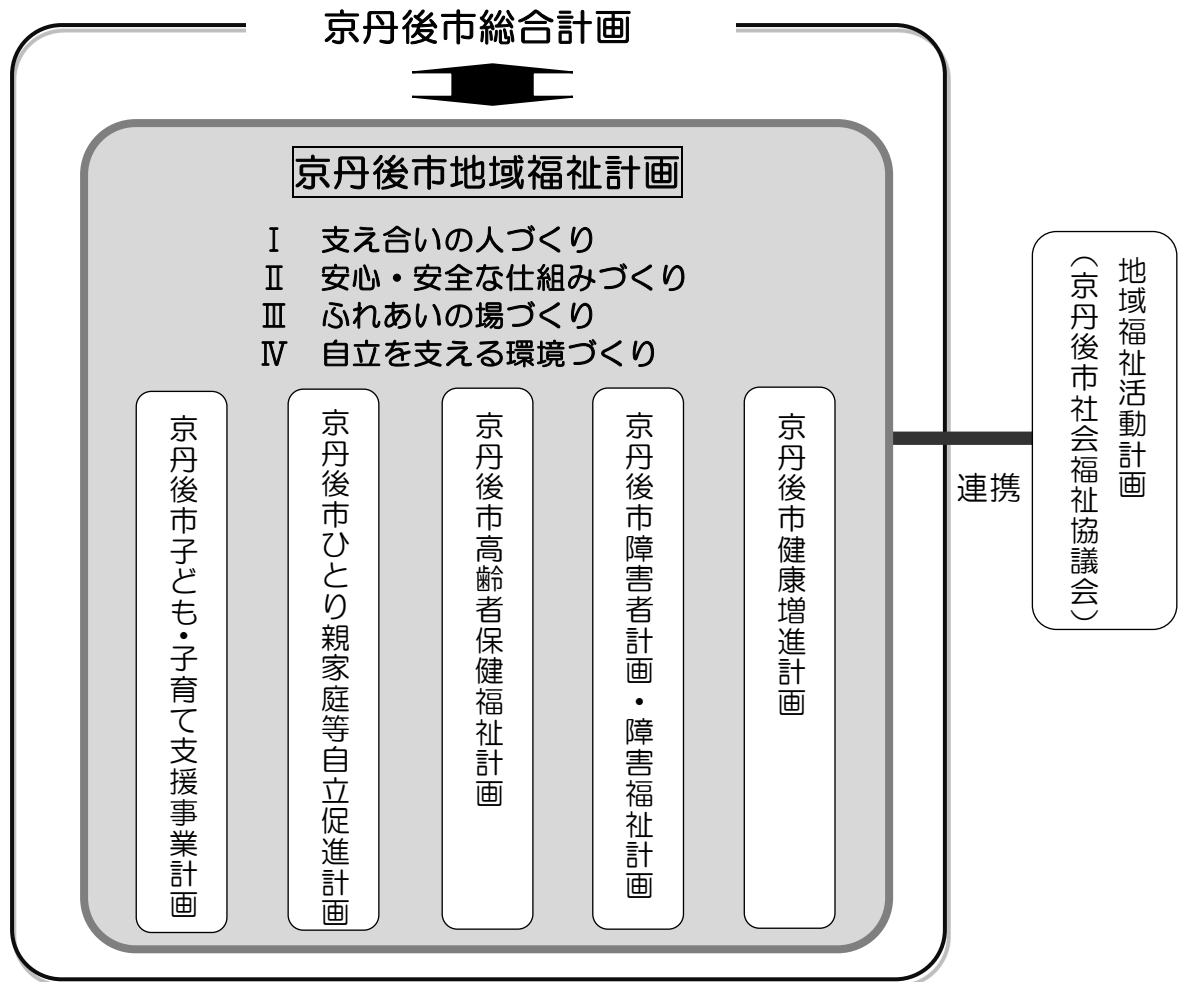 京丹後市総合計画
京丹後市地域福祉計画
Ⅰ 支え合いの人づくり
Ⅱ 安心・安全な仕組みづくり
Ⅲ ふれあいの場づくり
Ⅳ 自立を支える環境づくり
京丹後市子ども・子育て支援事業計画
京丹後市ひとり親家庭等自立促進計画
京丹後市高齢者保健福祉計画
京丹後市障害者計画・障害福祉計画
京丹後市健康増進計画
連携
地域福祉活動計画
（京丹後市社会福祉協議会）